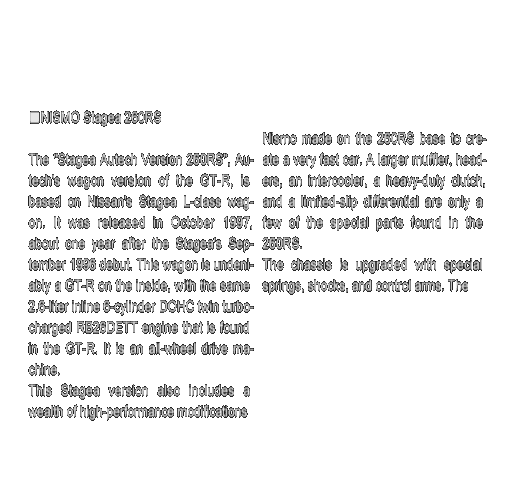 ■NISMO Stagea 260RS
The "Stagea Autech Version 260RS", Au-
tech's wagon version of the GT-R, is
based on Nissan's Stagea L-class wag-
on. It was released in October 1997,
about one year after the Stagea's Sep-
tember 1996 debut. This wagon is undeni-
ably a GT-R on the inside, with the same
2.6-liter inline 6-cylinder DOHC twin turbo-
charged RB26DETT engine that is found
in the GT-R. It is an all-wheel drive ma-
chine.
This Stagea version also includes a
wealth of high-performance modifications
Nismo made on the 260RS base to cre-
ate a very fast car. A larger muffler, head-
ers, an intercooler, a heavy-duty clutch,
and a limited-slip differential are only a
few of the special parts found in the
260RS.
The chassis is upgraded with special
springs, shocks, and control arms. The